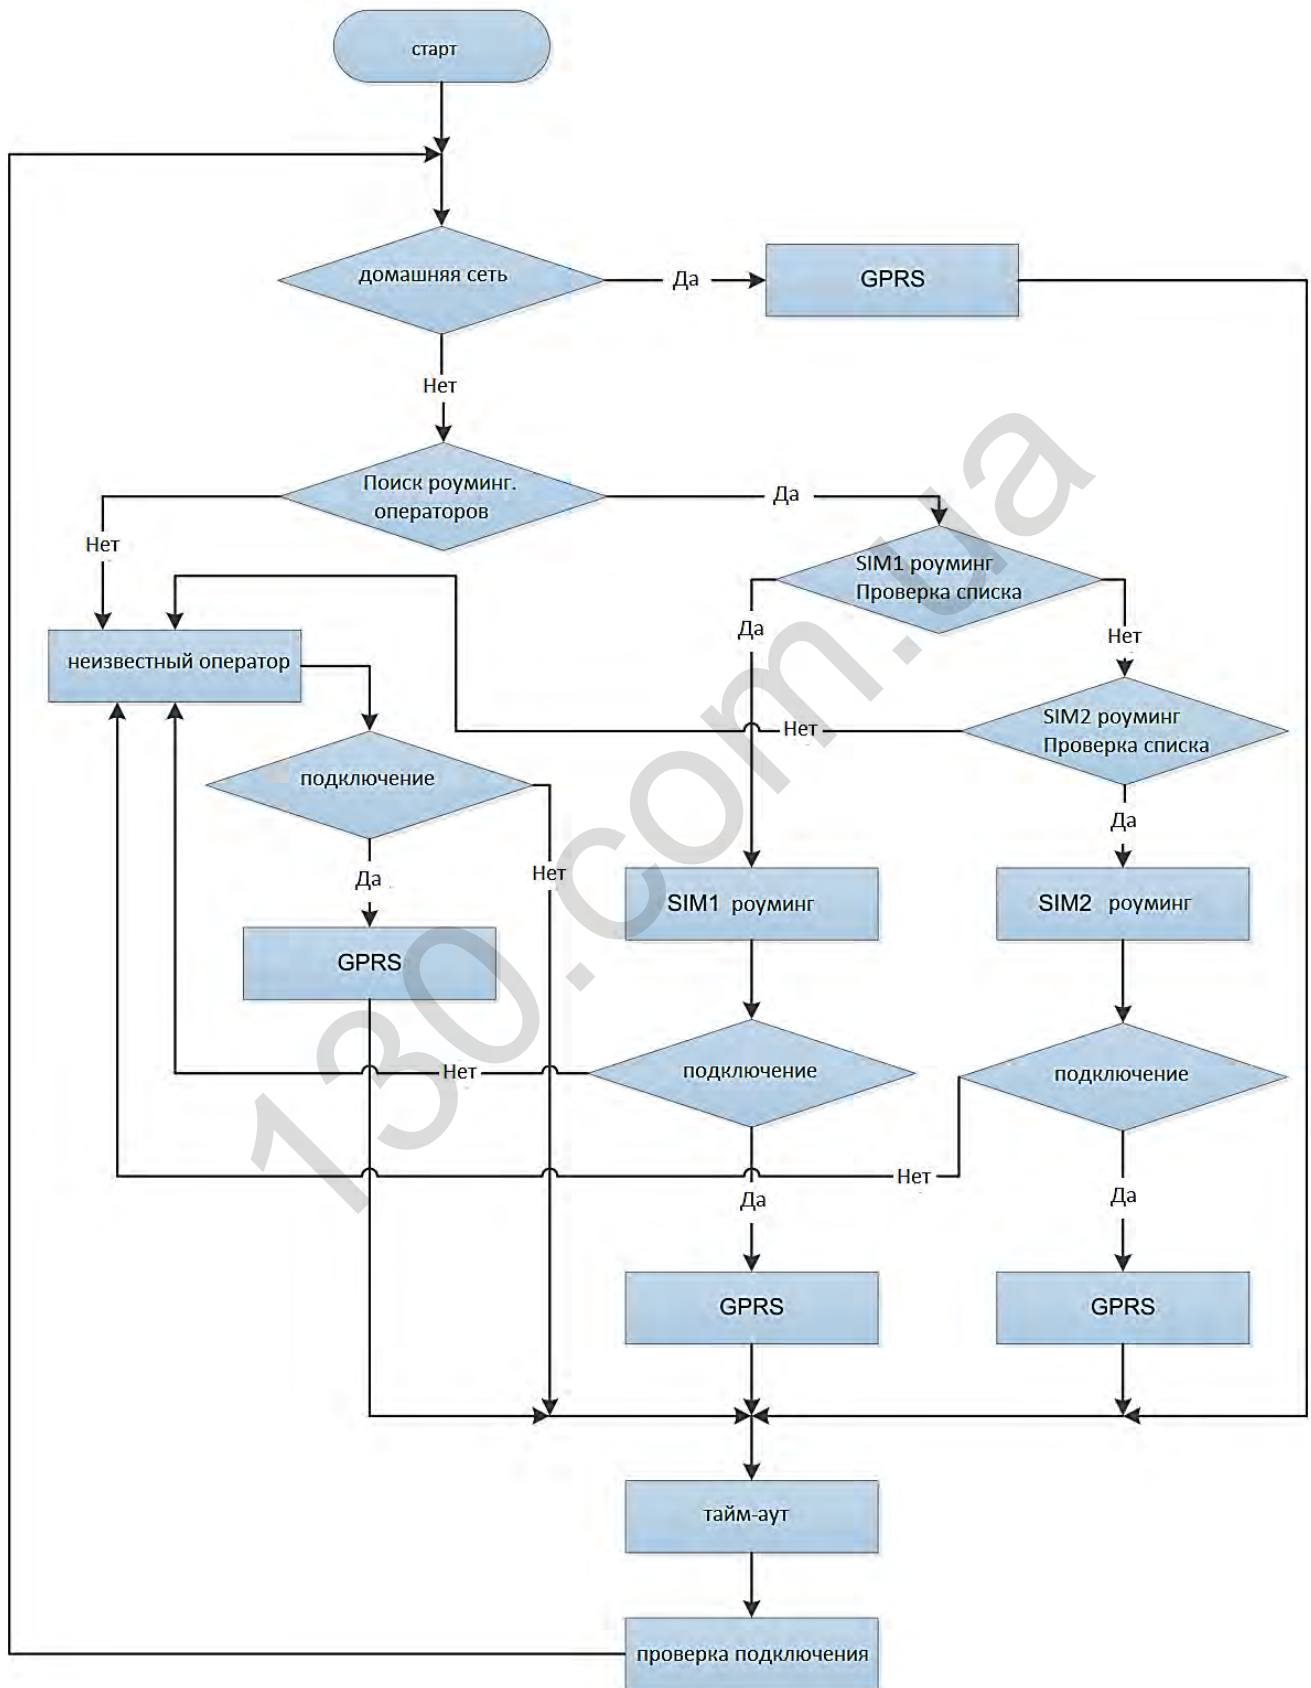 старт
домашняя сеть
Да
GPRS
Нет
Поиск роуминг.
операторов
Да
Нет
SIM1 роуминг
Проверка списка
Да
Нет
неизвестный оператор
SIM2 роуминг
Проверка списка
Нет
подключение
Да
Нет
Да
SIM1 роуминг
SIM2 роуминг
GPRS
Нет
подключение
подключение
Нет
Да
Да
GPRS
GPRS
тайм-аут
проверка подключения
130.com.ua